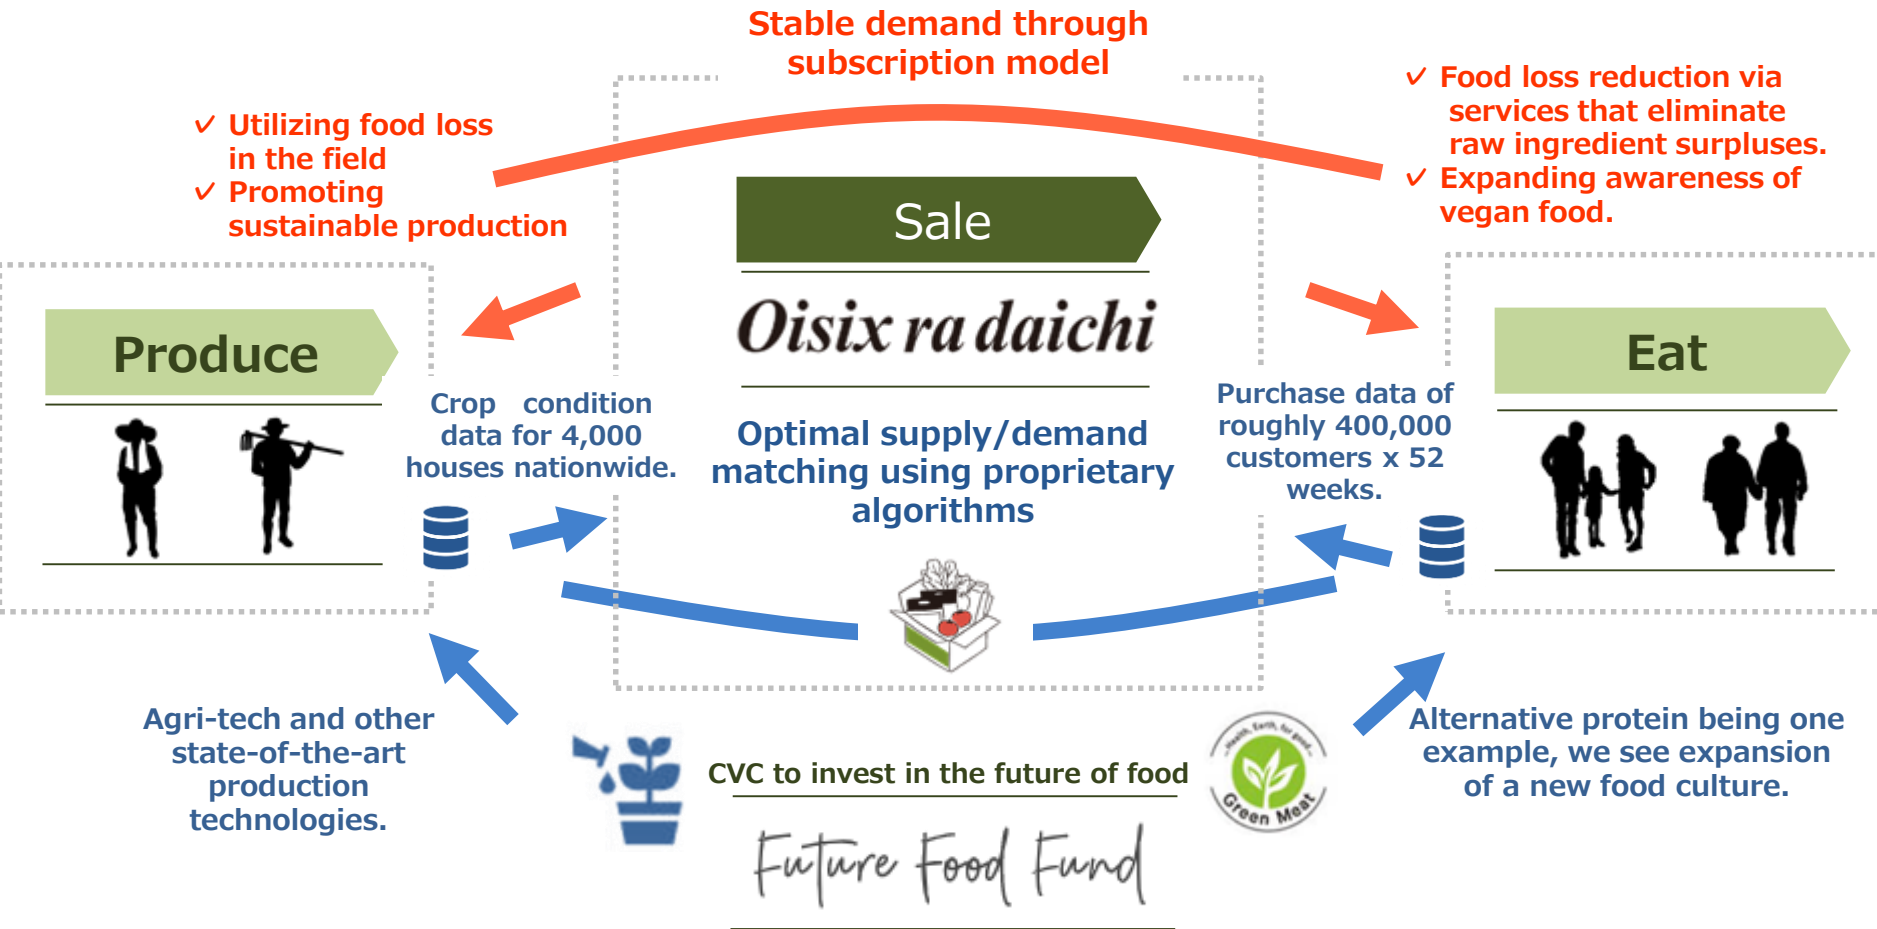 Stable demand through
subscription model
✓ Utilizing food loss
in the field
✓ Promoting
sustainable production
✓ Food loss reduction via
services that eliminate
raw ingredient surpluses.
✓ Expanding awareness of
vegan food.
Sale
Oisix ra daichi
Produce
Eat
Crop condition
data for 4,000
houses nationwide.
Optimal supply/demand
matching using proprietary
algorithms
Purchase data of
roughly 400,000
customers x 52
weeks.
Agri-tech and other
state-of-the-art
production
technologies.
CVC to invest in the future of food
Future Food Fund
Health, Earth, for good
Green Meat
Alternative protein being one
example, we see expansion
of a new food culture.